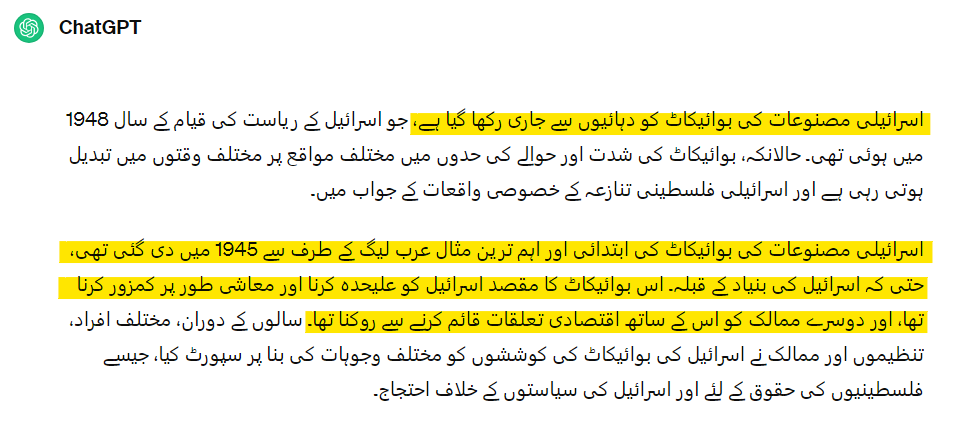 ChatGPT
اسرائیلی مصنوعات کی بوائیکاٹ کو دہائیوں سے جاری رکھا گیا ہے، جو اسرائیل کے ریاست کی قیام کے سال 1948
میں ہوئی تھی۔ حالانکہ، بوائیکاٹ کی شدت اور حوالے کی حدوں میں مختلف مواقع پر مختلف وقتوں میں تبدیل
ہوتی رہی ہے اور اسرائیلی فلسطینی تنازعہ کے خصوصی واقعات کے جواب میں۔
اسرائیلی مصنوعات کی بوائیکاٹ کی ابتدائی اور اہم ترین مثال عرب لیگ کے طرف سے 1945 میں دی گئی تھی،
حتی کہ اسرائیل کی بنیاد کے قبلہ۔ اس بوائیکاٹ کا مقصد اسرائیل کو علیحدہ کرنا اور معاشی طور پر کمزور کرنا
تھا، اور دوسرے ممالک کو اس کے ساتھ اقتصادی تعلقات قائم کرنے سے روکنا تھا۔ سالوں کے دوران، مختلف افراد،
تنظیموں اور ممالک نے اسرائیل کی بوائیکاٹ کی کوششوں کو مختلف وجوہات کی بنا پر سپورٹ کیا، جیسے
فلسطینیوں کی حقوق کے لئے اور اسرائیل کی سیاستوں کے خلاف احتجاج۔